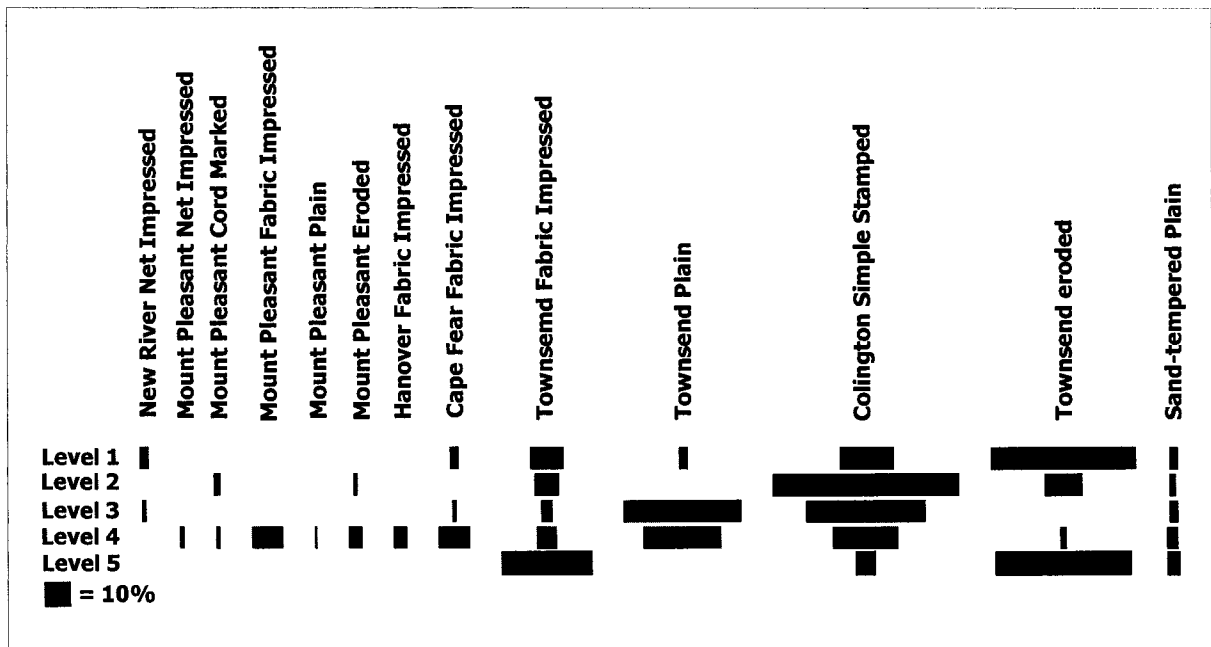 New River Net Impressed
Mount Pleasant Net Impressed
Mount Pleasant Cord Marked
Mount Pleasant Fabric Impressed
Mount Pleasant Plain
Mount Pleasant Eroded
Hanover Fabric Impressed
Cape Fear Fabric Impressed
Townsemd Fabric Impressed
Townsend Plain
Colington Simple Stamped
Townsend eroded
Sand-tempered Plain
Level 1
Level 2
Level 3
Level 4
Level 5
= 10%